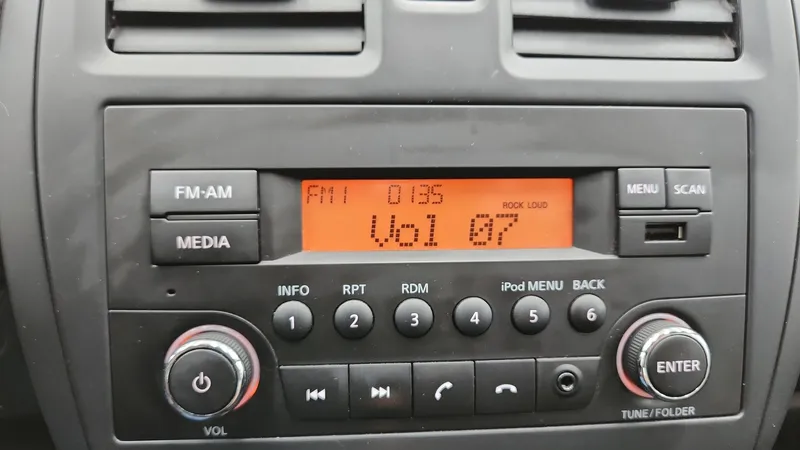 FM1 0135
ROCK LOUD
Vol 07
FM·AM
MEDIA
MENU SCAN
INFO RPT RDM iPod MENU BACK
1 2 3 4 5 6
ENTER
VOL
TUNE/FOLDER